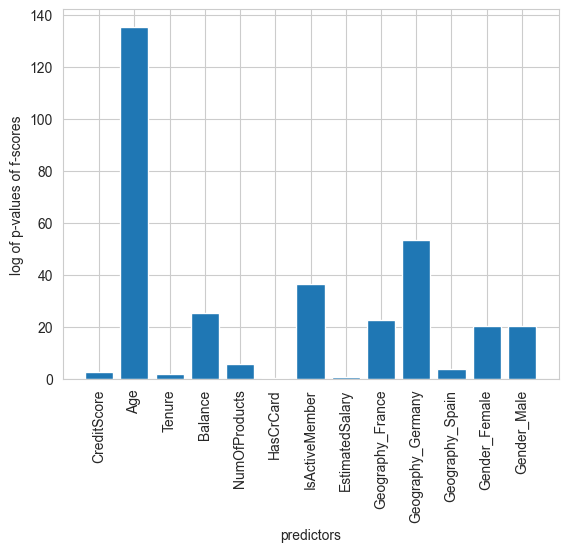 log of p-values of f-scores
140
120
100
80
60
40
20
0
CreditScore
Age
Tenure
Balance
NumOfProducts
HasCrCard
IsActiveMember
EstimatedSalary
Geography_France
Geography_Germany
Geography_Spain
Gender_Female
Gender_Male
predictors